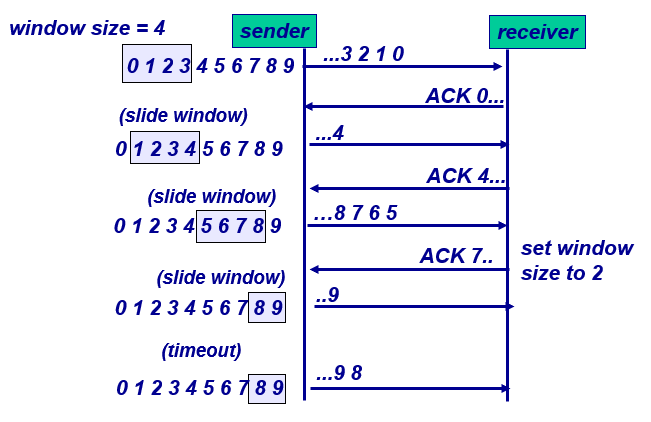 window size = 4
sender
receiver
0 1 2 3 4 5 6 7 8 9
...3 2 1 0
ACK 0...
(slide window)
0 1 2 3 4 5 6 7 8 9
...4
ACK 4...
(slide window)
0 1 2 3 4 5 6 7 8 9
...8 7 6 5
ACK 7..
set window
size to 2
(slide window)
0 1 2 3 4 5 6 7 8 9
..9
(timeout)
0 1 2 3 4 5 6 7 8 9
...9 8